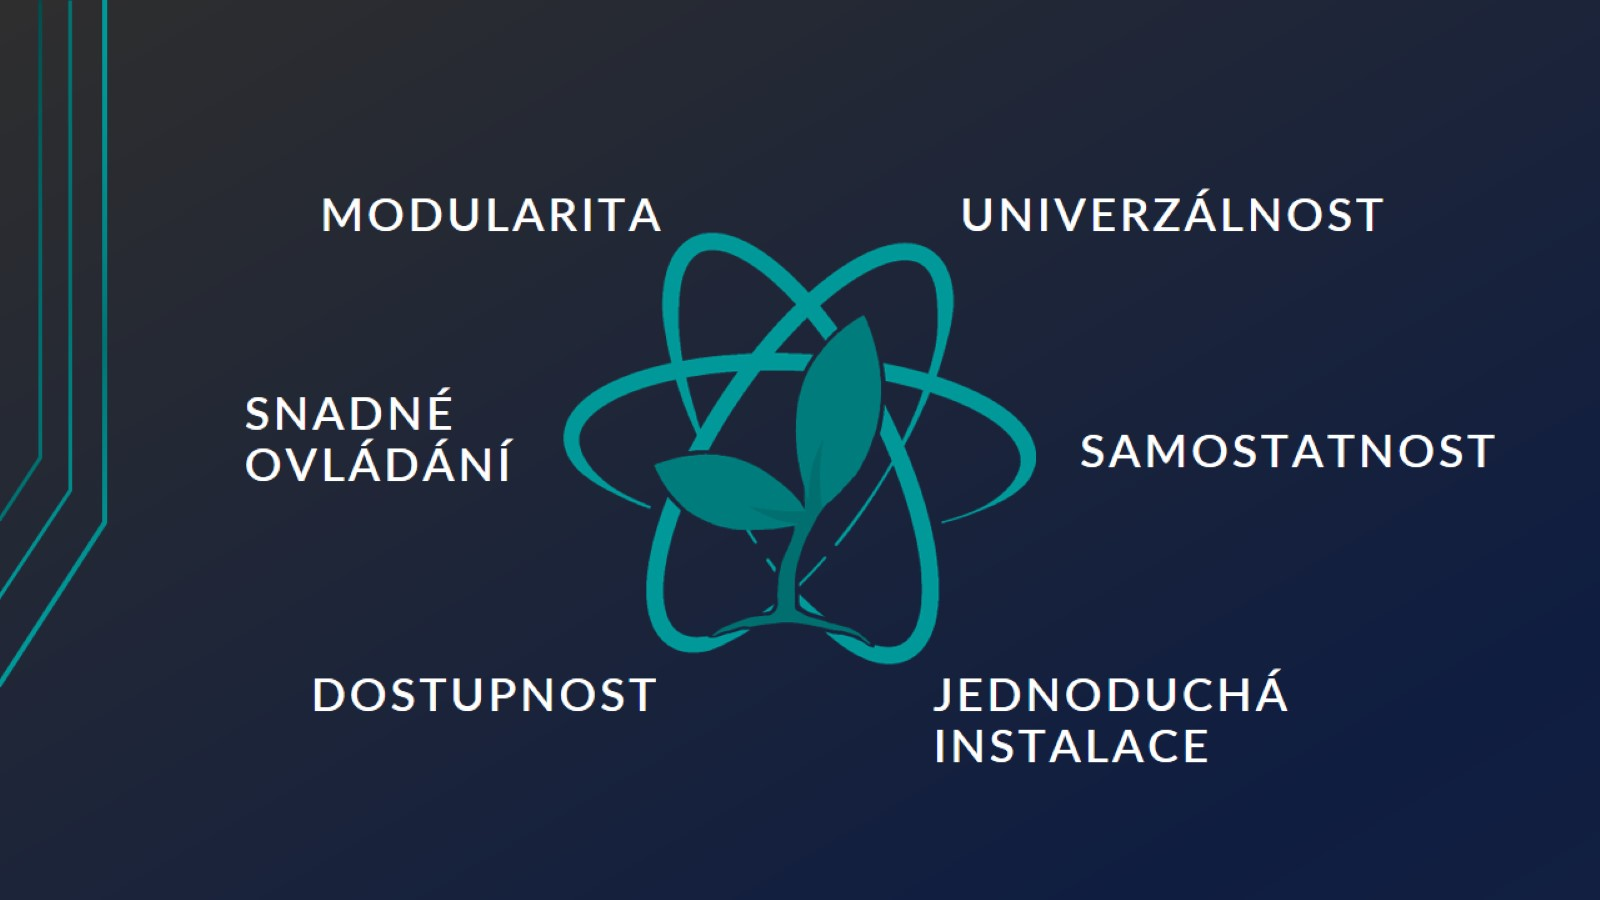 MODULARITA
UNIVERZÁLNOST
SNADNÉ
OVLÁDÁNÍ
SAMOSTATNOST
DOSTUPNOST
JEDNODUCHÁ
INSTALACE